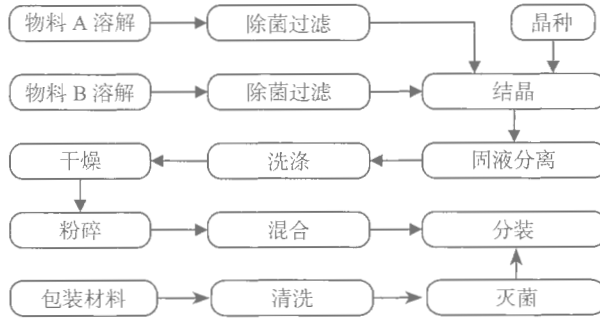 物料 A 溶解
除菌过滤
晶种
物料 B 溶解
除菌过滤
结晶
干燥
洗涤
固液分离
粉碎
混合
分装
包装材料
清洗
灭菌